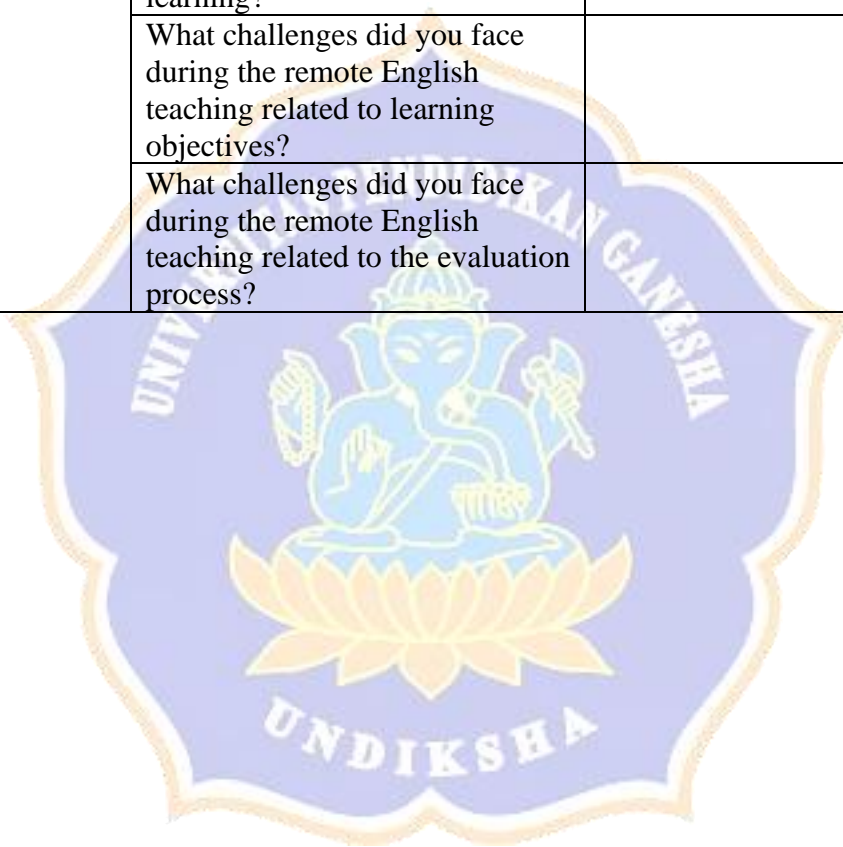 learning?
What challenges did you face
during the remote English
teaching related to learning
objectives?
What challenges did you face
during the remote English
teaching related to the evaluation
process?
UNIVERSITAS PENDIDIKAN GANESHA
UNDIKSHA